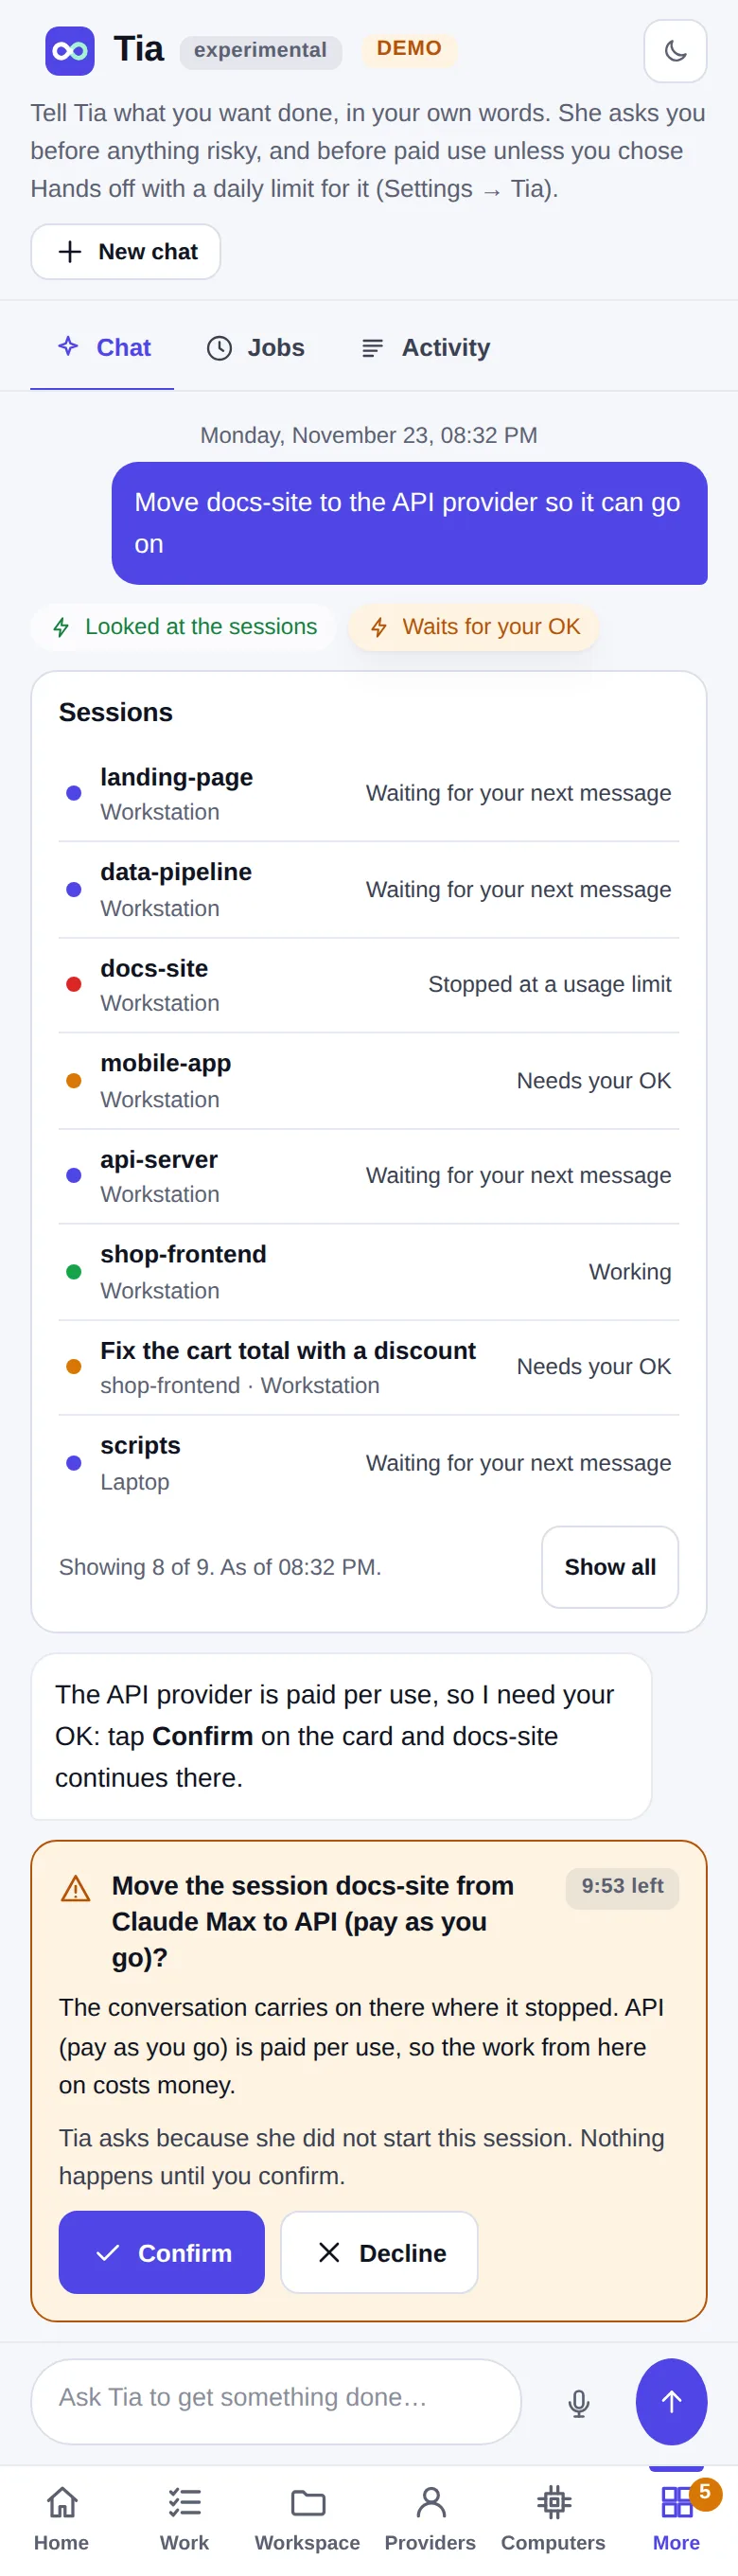 Tia experimental DEMO
Tell Tia what you want done, in your own words. She asks you
before anything risky, and before paid use unless you chose
Hands off with a daily limit for it (Settings → Tia).
New chat
Chat Jobs Activity
Monday, November 23, 08:32 PM
Move docs-site to the API provider so it can go
on
Looked at the sessions Waits for your OK
Sessions
landing-page
Workstation
Waiting for your next message
data-pipeline
Workstation
Waiting for your next message
docs-site
Workstation
Stopped at a usage limit
mobile-app
Workstation
Needs your OK
api-server
Workstation
Waiting for your next message
shop-frontend
Workstation
Working
Fix the cart total with a discount
shop-frontend · Workstation
Needs your OK
scripts
Laptop
Waiting for your next message
Showing 8 of 9. As of 08:32 PM.
Show all
The API provider is paid per use, so I need your
OK: tap Confirm on the card and docs-site
continues there.
Move the session docs-site from
Claude Max to API (pay as you
go)?
9:53 left
The conversation carries on there where it stopped. API
(pay as you go) is paid per use, so the work from here
on costs money.
Tia asks because she did not start this session. Nothing
happens until you confirm.
Confirm Decline
Ask Tia to get something done…
5
Home Work Workspace Providers Computers More